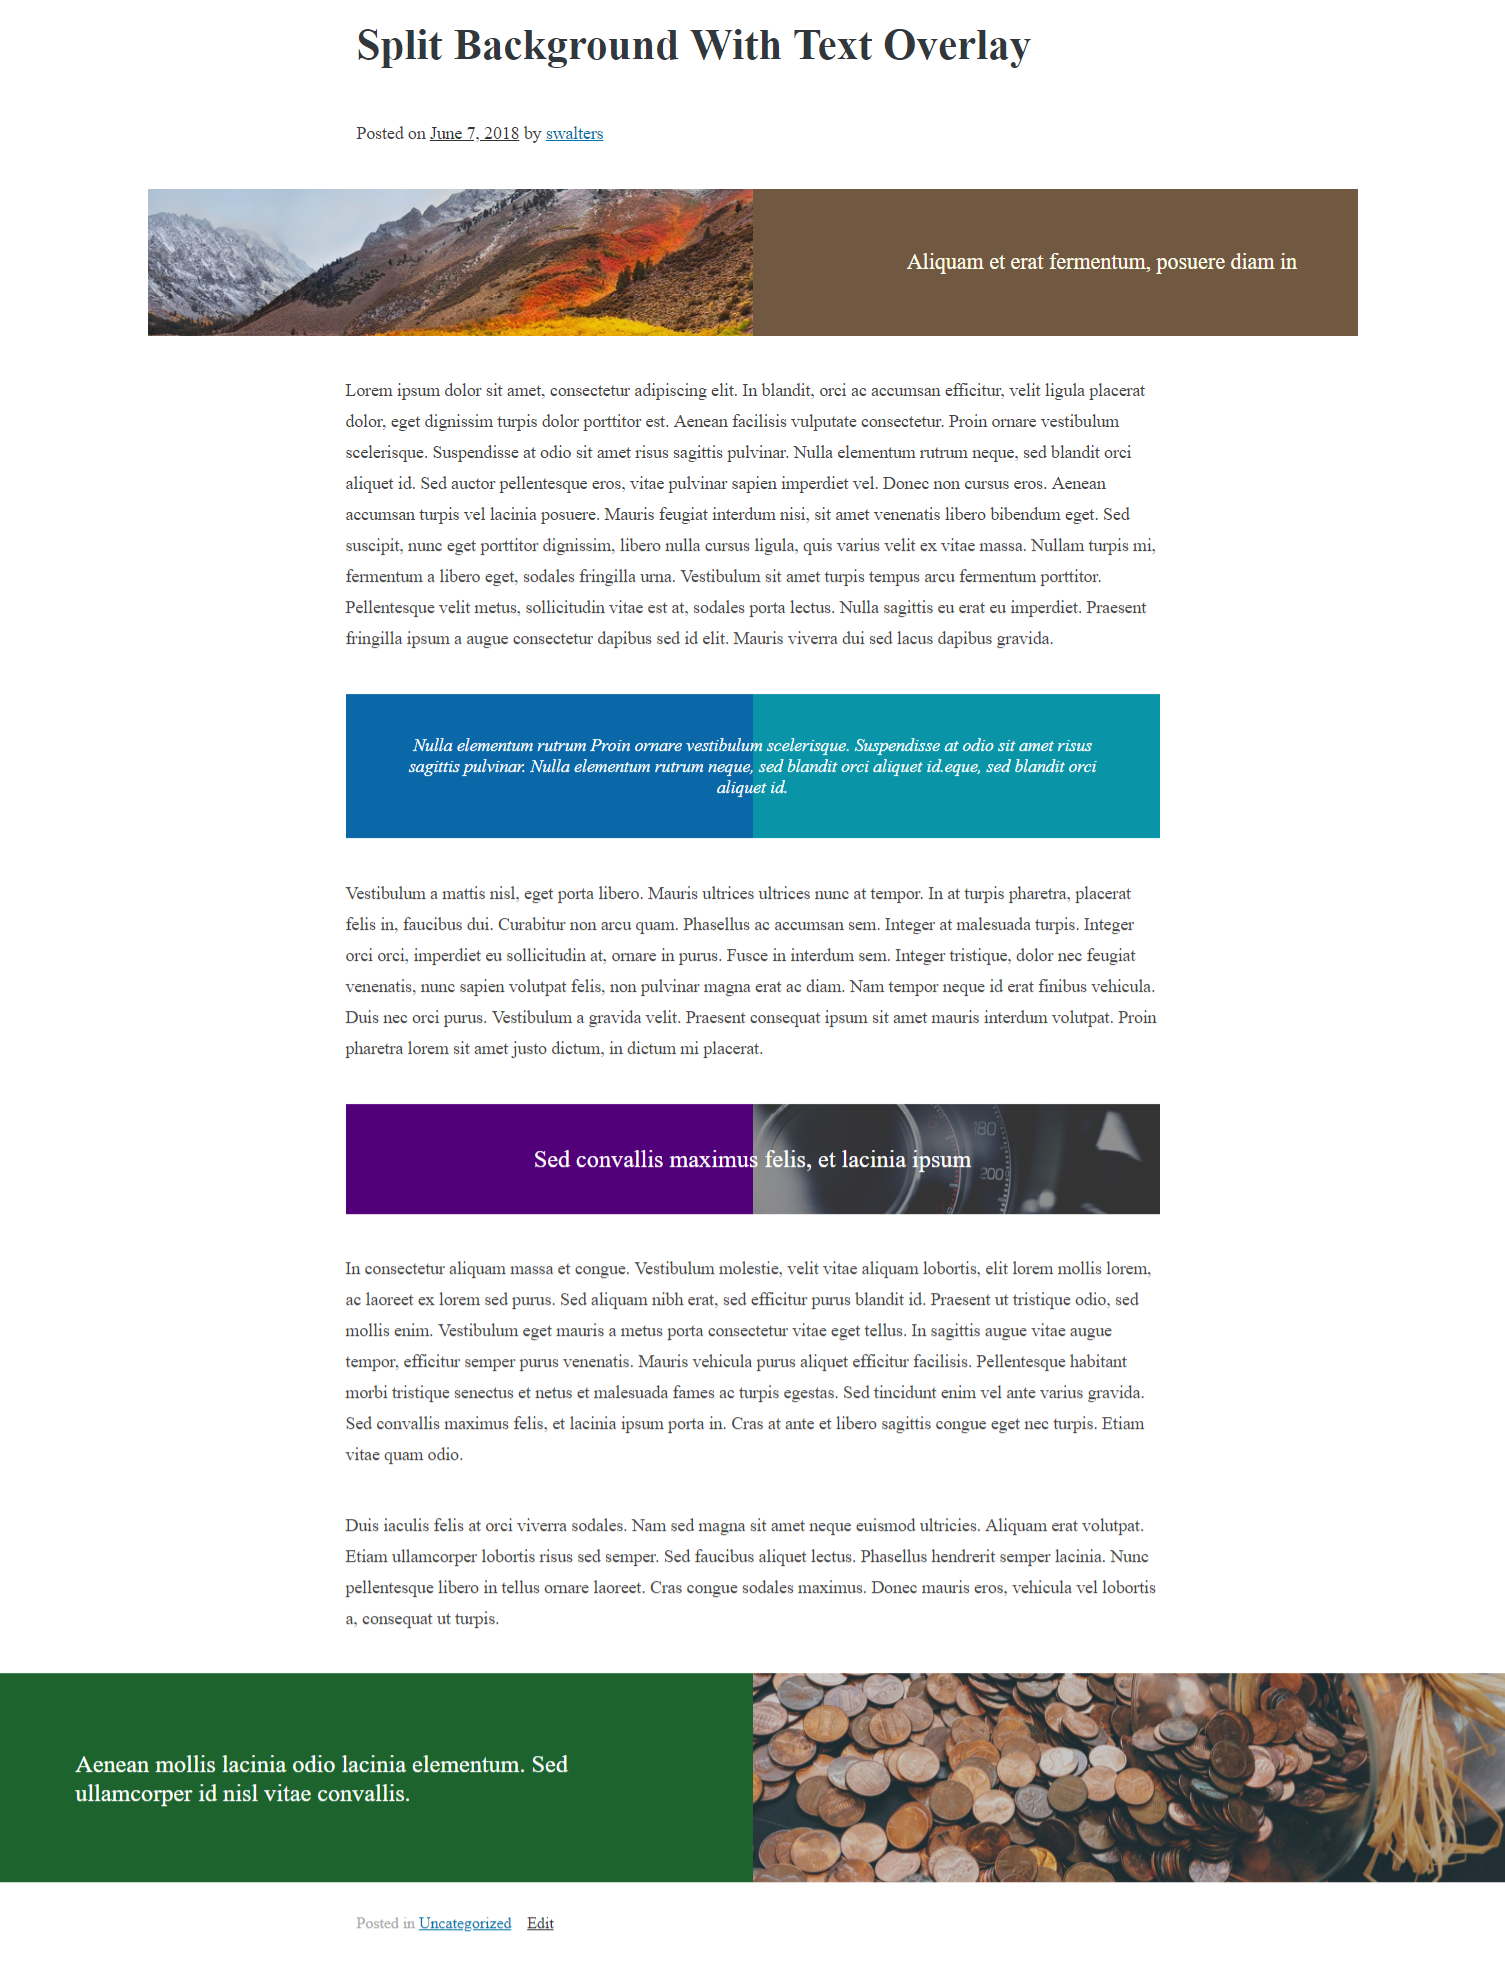 Split Background With Text Overlay
Posted on June 7, 2018 by swalters
Aliquam et erat fermentum, posuere diam in
Lorem ipsum dolor sit amet, consectetur adipiscing elit. In blandit, orci ac accumsan efficitur, velit ligula placerat
dolor, eget dignissim turpis dolor porttitor est. Aenean facilisis vulputate consectetur. Proin ornare vestibulum
scelerisque. Suspendisse at odio sit amet risus sagittis pulvinar. Nulla elementum rutrum neque, sed blandit orci
aliquet id. Sed auctor pellentesque eros, vitae pulvinar sapien imperdiet vel. Donec non cursus eros. Aenean
accumsan turpis vel lacinia posuere. Mauris feugiat interdum nisi, sit amet venenatis libero bibendum eget. Sed
suscipit, nunc eget porttitor dignissim, libero nulla cursus ligula, quis varius velit ex vitae massa. Nullam turpis mi,
fermentum a libero eget, sodales fringilla urna. Vestibulum sit amet turpis tempus arcu fermentum porttitor.
Pellentesque velit metus, sollicitudin vitae est at, sodales porta lectus. Nulla sagittis eu erat eu imperdiet. Praesent
fringilla ipsum a augue consectetur dapibus sed id elit. Mauris viverra dui sed lacus dapibus gravida.
Nulla elementum rutrum Proin ornare vestibulum scelerisque. Suspendisse at odio sit amet risus
sagittis pulvinar. Nulla elementum rutrum neque, sed blandit orci aliquet id.eque, sed blandit orci
aliquet id.
Vestibulum a mattis nisl, eget porta libero. Mauris ultrices ultrices nunc at tempor. In at turpis pharetra, placerat
felis in, faucibus dui. Curabitur non arcu quam. Phasellus ac accumsan sem. Integer at malesuada turpis. Integer
orci orci, imperdiet eu sollicitudin at, ornare in purus. Fusce in interdum sem. Integer tristique, dolor nec feugiat
venenatis, nunc sapien volutpat felis, non pulvinar magna erat ac diam. Nam tempor neque id erat finibus vehicula.
Duis nec orci purus. Vestibulum a gravida velit. Praesent consequat ipsum sit amet mauris interdum volutpat. Proin
pharetra lorem sit amet justo dictum, in dictum mi placerat.
180
Sed convallis maximus felis, et lacinia ipsum
200
In consectetur aliquam massa et congue. Vestibulum molestie, velit vitae aliquam lobortis, elit lorem mollis lorem,
ac laoreet ex lorem sed purus. Sed aliquam nibh erat, sed efficitur purus blandit id. Praesent ut tristique odio, sed
mollis enim. Vestibulum eget mauris a metus porta consectetur vitae eget tellus. In sagittis augue vitae augue
tempor, efficitur semper purus venenatis. Mauris vehicula purus aliquet efficitur facilisis. Pellentesque habitant
morbi tristique senectus et netus et malesuada fames ac turpis egestas. Sed tincidunt enim vel ante varius gravida.
Sed convallis maximus felis, et lacinia ipsum porta in. Cras at ante et libero sagittis congue eget nec turpis. Etiam
vitae quam odio.
Duis iaculis felis at orci viverra sodales. Nam sed magna sit amet neque euismod ultricies. Aliquam erat volutpat.
Etiam ullamcorper lobortis risus sed semper. Sed faucibus aliquet lectus. Phasellus hendrerit semper lacinia. Nunc
pellentesque libero in tellus ornare laoreet. Cras congue sodales maximus. Donec mauris eros, vehicula vel lobortis
a, consequat ut turpis.
Aenean mollis lacinia odio lacinia elementum. Sed
ullamcorper id nisl vitae convallis.
Posted in Uncategorized Edit